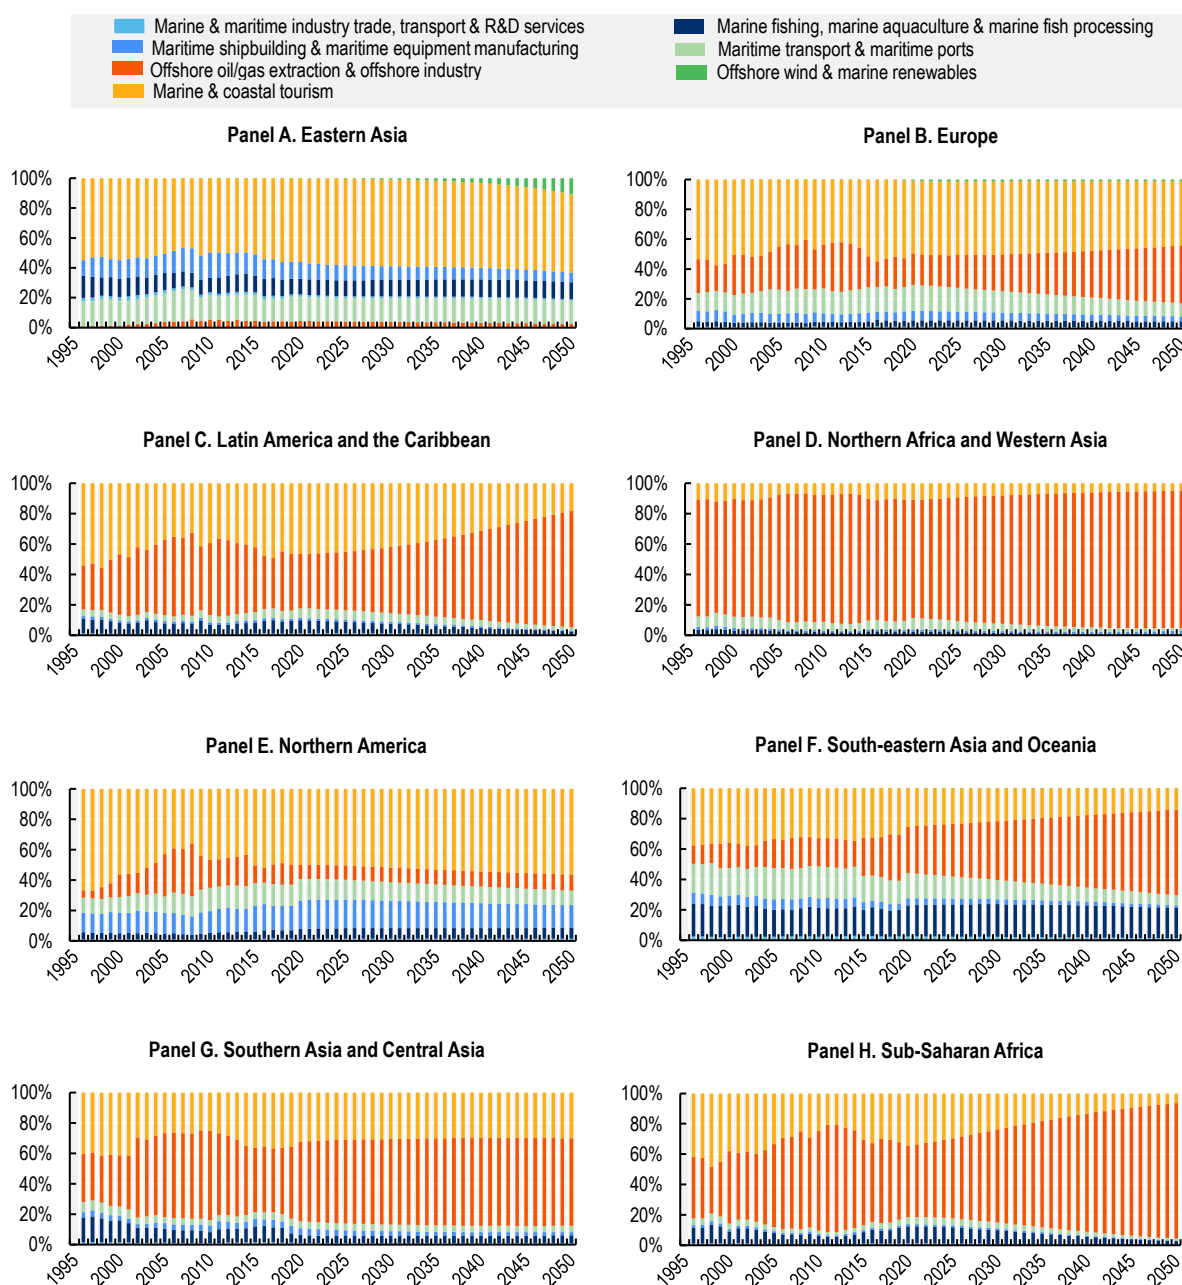 Marine & maritime industry trade, transport & R&D services
Marine fishing, marine aquaculture & marine fish processing
Maritime shipbuilding & maritime equipment manufacturing
Maritime transport & maritime ports
Offshore oil/gas extraction & offshore industry
Offshore wind & marine renewables
Marine & coastal tourism
Panel A. Eastern Asia
100%
80%
60%
40%
20%
0%
1995 2000 2005 2010 2015 2020 2025 2030 2035 2040 2045 2050
Panel B. Europe
100%
80%
60%
40%
20%
0%
1995 2000 2005 2010 2015 2020 2025 2030 2035 2040 2045 2050
Panel C. Latin America and the Caribbean
100%
80%
60%
40%
20%
0%
1995 2000 2005 2010 2015 2020 2025 2030 2035 2040 2045 2050
Panel D. Northern Africa and Western Asia
100%
80%
60%
40%
20%
0%
1995 2000 2005 2010 2015 2020 2025 2030 2035 2040 2045 2050
Panel E. Northern America
100%
80%
60%
40%
20%
0%
1995 2000 2005 2010 2015 2020 2025 2030 2035 2040 2045 2050
Panel F. South-eastern Asia and Oceania
100%
80%
60%
40%
20%
0%
1995 2000 2005 2010 2015 2020 2025 2030 2035 2040 2045 2050
Panel G. Southern Asia and Central Asia
100%
80%
60%
40%
20%
0%
1995 2000 2005 2010 2015 2020 2025 2030 2035 2040 2045 2050
Panel H. Sub-Saharan Africa
100%
80%
60%
40%
20%
0%
1995 2000 2005 2010 2015 2020 2025 2030 2035 2040 2045 2050